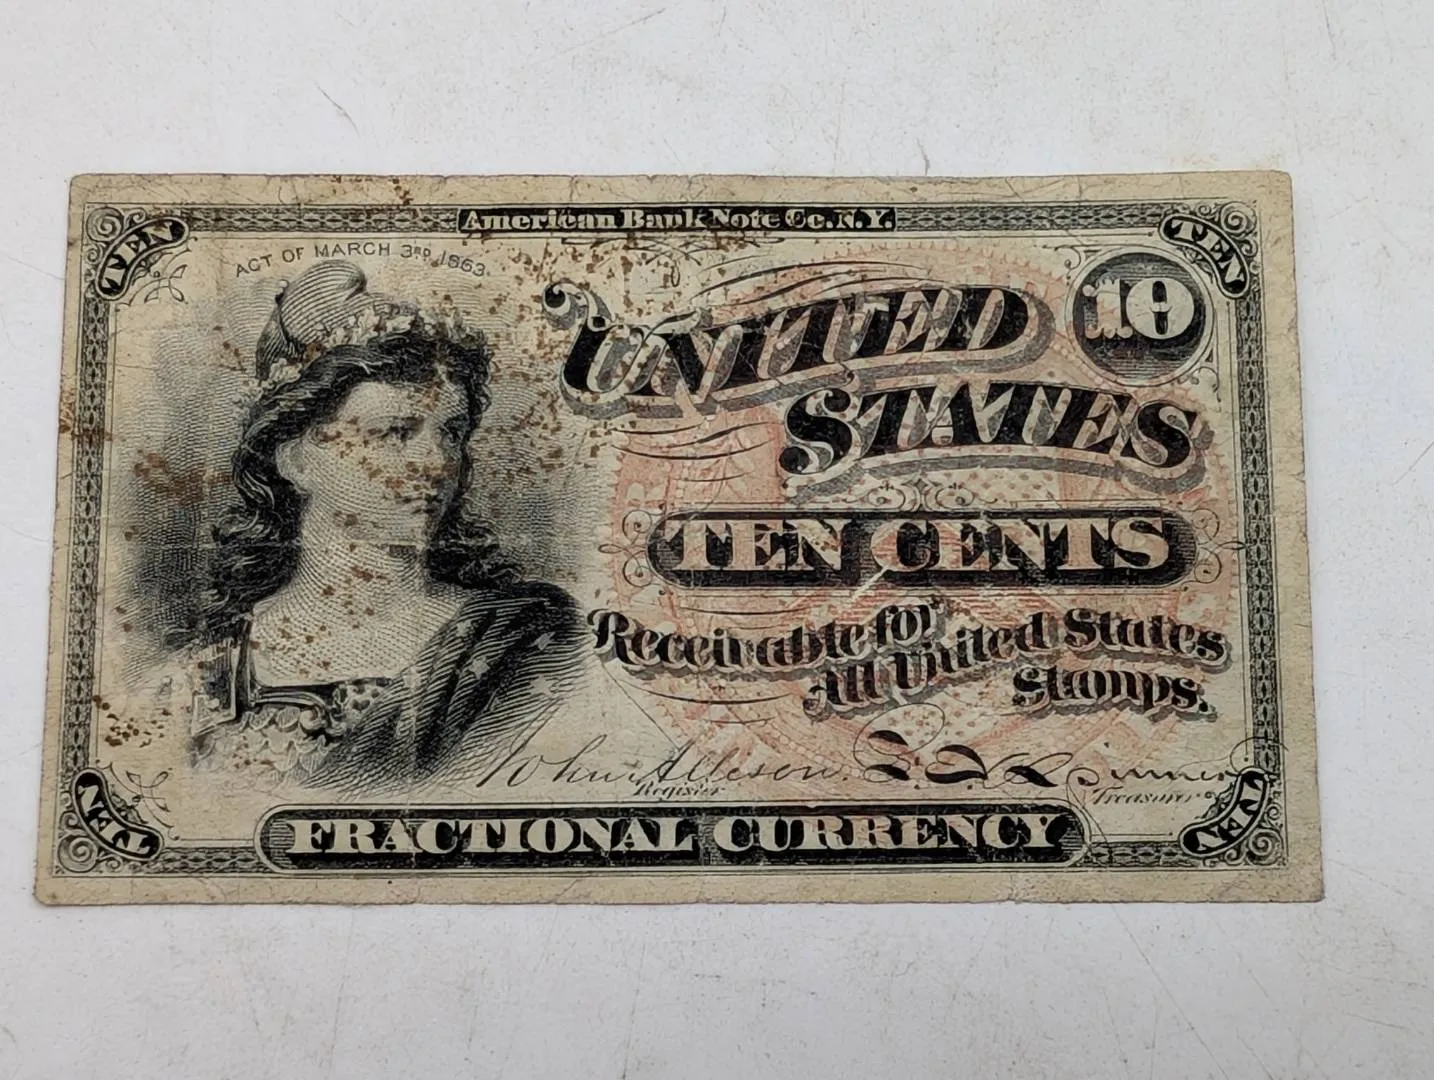 American Bank Note Co. N.Y.
TEN
TEN
ACT OF MARCH 3RD, 1863.
10
UNITED
STATES
TEN CENTS
Receivable for
All United States
Stamps.
John Allison.
Register
Treasurer
TEN
FRACTIONAL CURRENCY
TEN